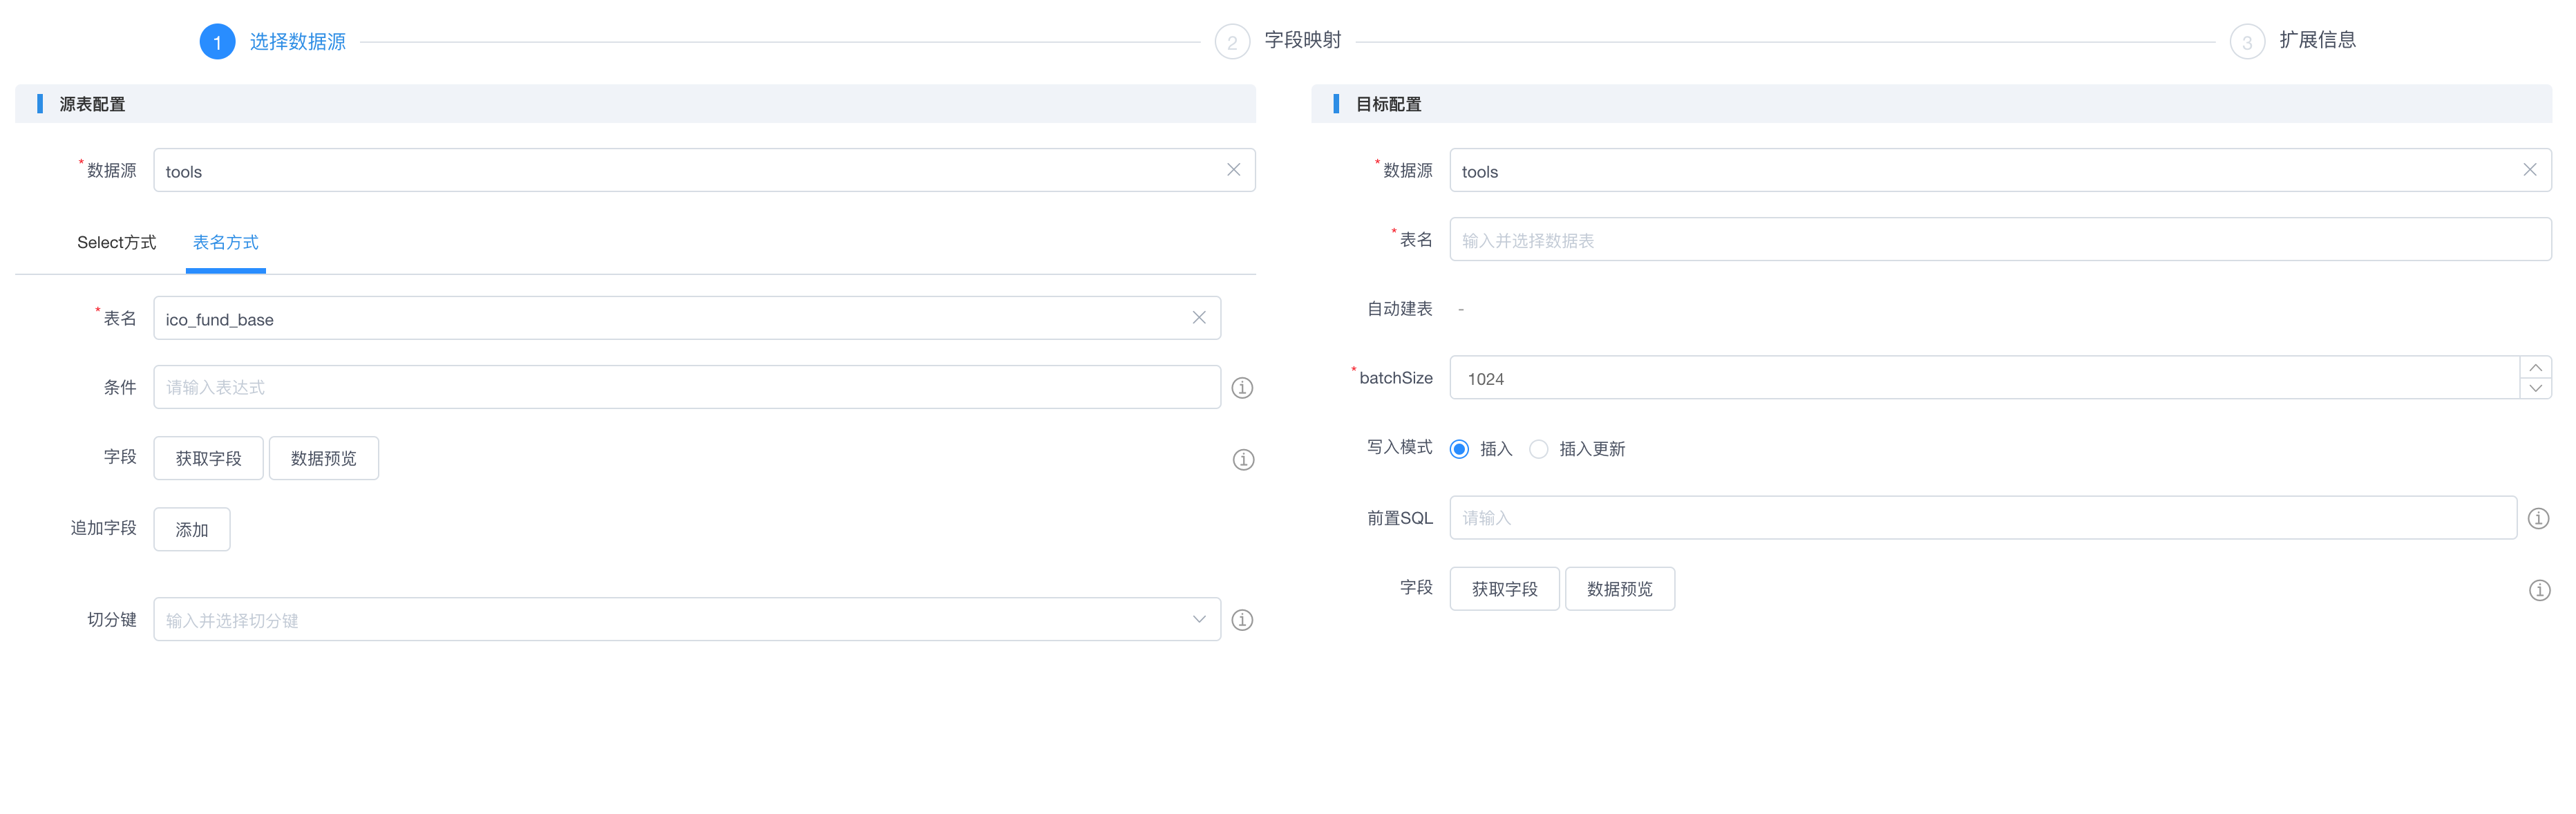 1 选择数据源
2 字段映射
3 扩展信息
源表配置
* 数据源 tools
Select方式 表名方式
* 表名 ico_fund_base
条件 请输入表达式
字段 获取字段 数据预览
追加字段 添加
切分键 输入并选择切分键
目标配置
* 数据源 tools
* 表名 输入并选择数据表
自动建表 -
* batchSize 1024
写入模式 插入 插入更新
前置SQL 请输入
字段 获取字段 数据预览